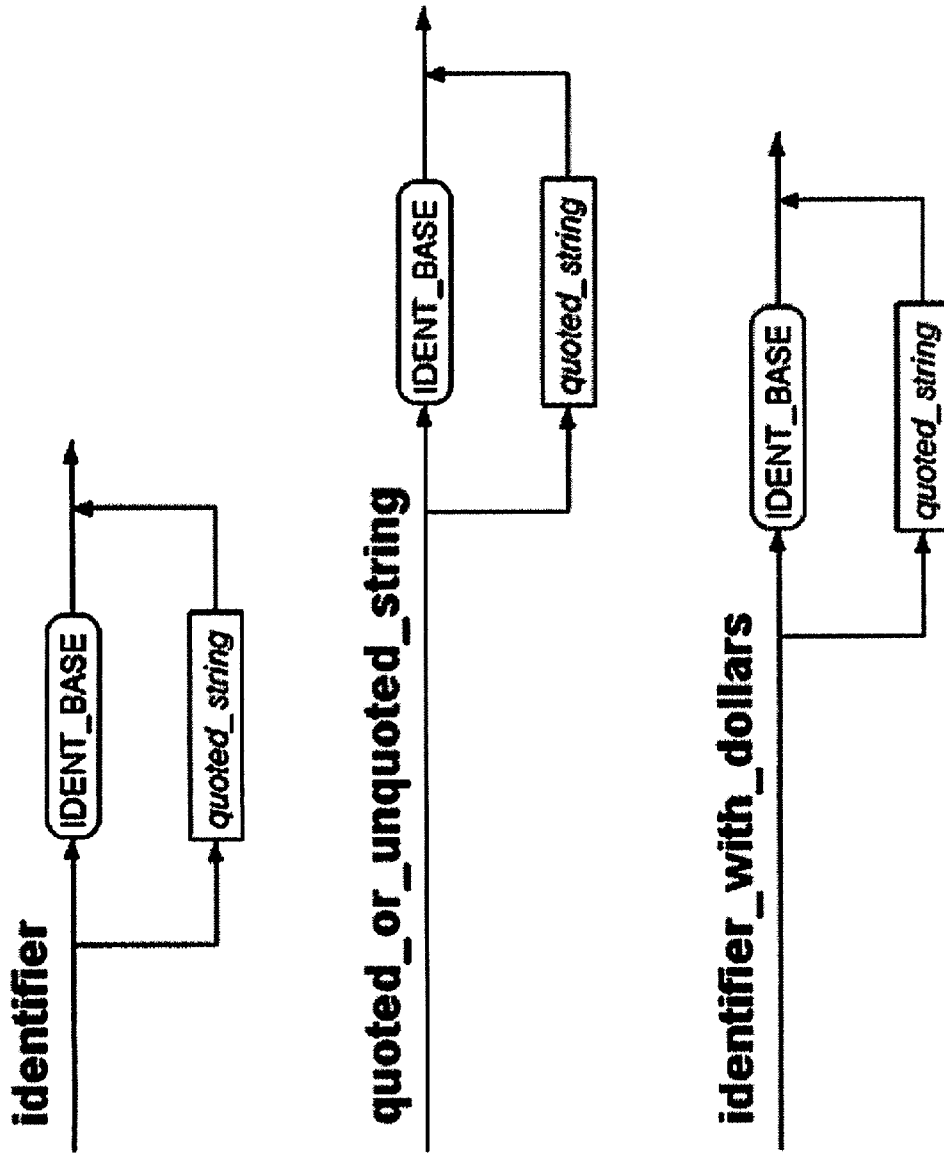 identifier
IDENT_BASE
quoted_string
quoted_or_unquoted_string
IDENT_BASE
quoted_string
identifier_with_dollars
IDENT_BASE
quoted_string